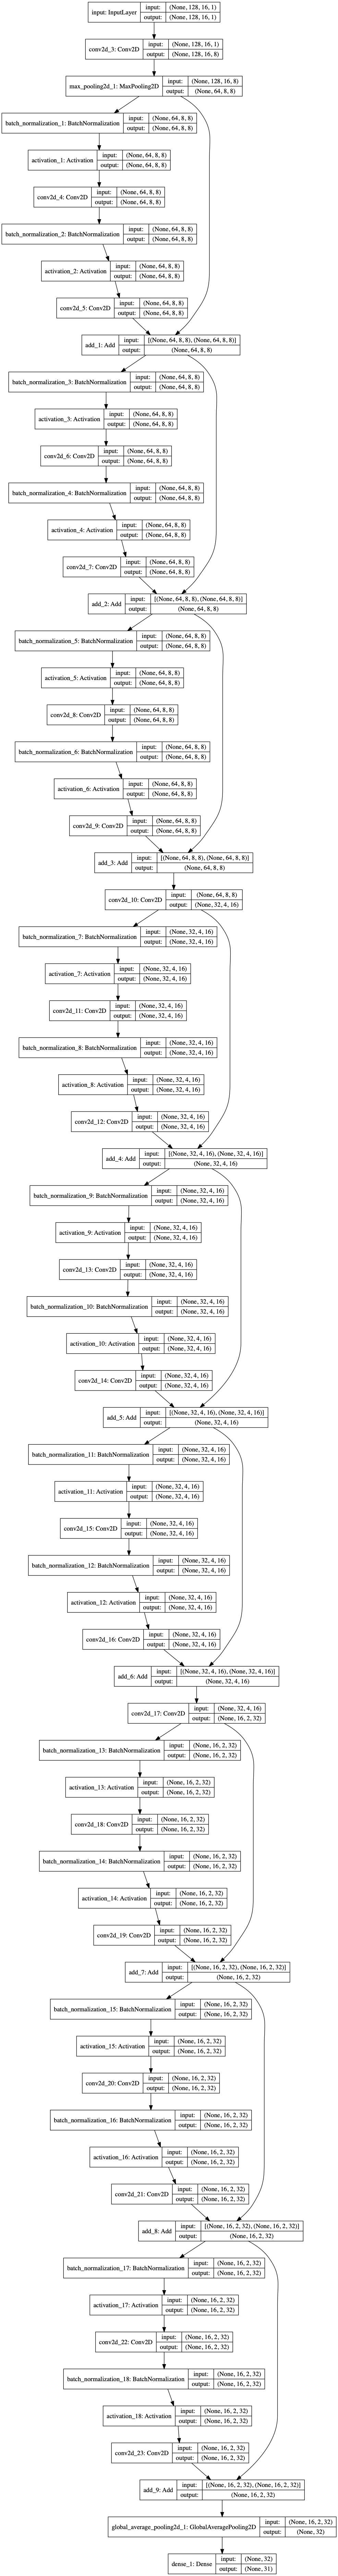 input: InputLayer input: (None, 128, 16, 1)
output: (None, 128, 16, 1)
conv2d_3: Conv2D input: (None, 128, 16, 1)
output: (None, 128, 16, 8)
max_pooling2d_1: MaxPooling2D input: (None, 128, 16, 8)
output: (None, 64, 8, 8)
batch_normalization_1: BatchNormalization input: (None, 64, 8, 8)
output: (None, 64, 8, 8)
activation_1: Activation input: (None, 64, 8, 8)
output: (None, 64, 8, 8)
conv2d_4: Conv2D input: (None, 64, 8, 8)
output: (None, 64, 8, 8)
batch_normalization_2: BatchNormalization input: (None, 64, 8, 8)
output: (None, 64, 8, 8)
activation_2: Activation input: (None, 64, 8, 8)
output: (None, 64, 8, 8)
conv2d_5: Conv2D input: (None, 64, 8, 8)
output: (None, 64, 8, 8)
add_1: Add input: [(None, 64, 8, 8), (None, 64, 8, 8)]
output: (None, 64, 8, 8)
batch_normalization_3: BatchNormalization input: (None, 64, 8, 8)
output: (None, 64, 8, 8)
activation_3: Activation input: (None, 64, 8, 8)
output: (None, 64, 8, 8)
conv2d_6: Conv2D input: (None, 64, 8, 8)
output: (None, 64, 8, 8)
batch_normalization_4: BatchNormalization input: (None, 64, 8, 8)
output: (None, 64, 8, 8)
activation_4: Activation input: (None, 64, 8, 8)
output: (None, 64, 8, 8)
conv2d_7: Conv2D input: (None, 64, 8, 8)
output: (None, 64, 8, 8)
add_2: Add input: [(None, 64, 8, 8), (None, 64, 8, 8)]
output: (None, 64, 8, 8)
batch_normalization_5: BatchNormalization input: (None, 64, 8, 8)
output: (None, 64, 8, 8)
activation_5: Activation input: (None, 64, 8, 8)
output: (None, 64, 8, 8)
conv2d_8: Conv2D input: (None, 64, 8, 8)
output: (None, 64, 8, 8)
batch_normalization_6: BatchNormalization input: (None, 64, 8, 8)
output: (None, 64, 8, 8)
activation_6: Activation input: (None, 64, 8, 8)
output: (None, 64, 8, 8)
conv2d_9: Conv2D input: (None, 64, 8, 8)
output: (None, 64, 8, 8)
add_3: Add input: [(None, 64, 8, 8), (None, 64, 8, 8)]
output: (None, 64, 8, 8)
conv2d_10: Conv2D input: (None, 64, 8, 8)
output: (None, 32, 4, 16)
batch_normalization_7: BatchNormalization input: (None, 32, 4, 16)
output: (None, 32, 4, 16)
activation_7: Activation input: (None, 32, 4, 16)
output: (None, 32, 4, 16)
conv2d_11: Conv2D input: (None, 32, 4, 16)
output: (None, 32, 4, 16)
batch_normalization_8: BatchNormalization input: (None, 32, 4, 16)
output: (None, 32, 4, 16)
activation_8: Activation input: (None, 32, 4, 16)
output: (None, 32, 4, 16)
conv2d_12: Conv2D input: (None, 32, 4, 16)
output: (None, 32, 4, 16)
add_4: Add input: [(None, 32, 4, 16), (None, 32, 4, 16)]
output: (None, 32, 4, 16)
batch_normalization_9: BatchNormalization input: (None, 32, 4, 16)
output: (None, 32, 4, 16)
activation_9: Activation input: (None, 32, 4, 16)
output: (None, 32, 4, 16)
conv2d_13: Conv2D input: (None, 32, 4, 16)
output: (None, 32, 4, 16)
batch_normalization_10: BatchNormalization input: (None, 32, 4, 16)
output: (None, 32, 4, 16)
activation_10: Activation input: (None, 32, 4, 16)
output: (None, 32, 4, 16)
conv2d_14: Conv2D input: (None, 32, 4, 16)
output: (None, 32, 4, 16)
add_5: Add input: [(None, 32, 4, 16), (None, 32, 4, 16)]
output: (None, 32, 4, 16)
batch_normalization_11: BatchNormalization input: (None, 32, 4, 16)
output: (None, 32, 4, 16)
activation_11: Activation input: (None, 32, 4, 16)
output: (None, 32, 4, 16)
conv2d_15: Conv2D input: (None, 32, 4, 16)
output: (None, 32, 4, 16)
batch_normalization_12: BatchNormalization input: (None, 32, 4, 16)
output: (None, 32, 4, 16)
activation_12: Activation input: (None, 32, 4, 16)
output: (None, 32, 4, 16)
conv2d_16: Conv2D input: (None, 32, 4, 16)
output: (None, 32, 4, 16)
add_6: Add input: [(None, 32, 4, 16), (None, 32, 4, 16)]
output: (None, 32, 4, 16)
conv2d_17: Conv2D input: (None, 32, 4, 16)
output: (None, 16, 2, 32)
batch_normalization_13: BatchNormalization input: (None, 16, 2, 32)
output: (None, 16, 2, 32)
activation_13: Activation input: (None, 16, 2, 32)
output: (None, 16, 2, 32)
conv2d_18: Conv2D input: (None, 16, 2, 32)
output: (None, 16, 2, 32)
batch_normalization_14: BatchNormalization input: (None, 16, 2, 32)
output: (None, 16, 2, 32)
activation_14: Activation input: (None, 16, 2, 32)
output: (None, 16, 2, 32)
conv2d_19: Conv2D input: (None, 16, 2, 32)
output: (None, 16, 2, 32)
add_7: Add input: [(None, 16, 2, 32), (None, 16, 2, 32)]
output: (None, 16, 2, 32)
batch_normalization_15: BatchNormalization input: (None, 16, 2, 32)
output: (None, 16, 2, 32)
activation_15: Activation input: (None, 16, 2, 32)
output: (None, 16, 2, 32)
conv2d_20: Conv2D input: (None, 16, 2, 32)
output: (None, 16, 2, 32)
batch_normalization_16: BatchNormalization input: (None, 16, 2, 32)
output: (None, 16, 2, 32)
activation_16: Activation input: (None, 16, 2, 32)
output: (None, 16, 2, 32)
conv2d_21: Conv2D input: (None, 16, 2, 32)
output: (None, 16, 2, 32)
add_8: Add input: [(None, 16, 2, 32), (None, 16, 2, 32)]
output: (None, 16, 2, 32)
batch_normalization_17: BatchNormalization input: (None, 16, 2, 32)
output: (None, 16, 2, 32)
activation_17: Activation input: (None, 16, 2, 32)
output: (None, 16, 2, 32)
conv2d_22: Conv2D input: (None, 16, 2, 32)
output: (None, 16, 2, 32)
batch_normalization_18: BatchNormalization input: (None, 16, 2, 32)
output: (None, 16, 2, 32)
activation_18: Activation input: (None, 16, 2, 32)
output: (None, 16, 2, 32)
conv2d_23: Conv2D input: (None, 16, 2, 32)
output: (None, 16, 2, 32)
add_9: Add input: [(None, 16, 2, 32), (None, 16, 2, 32)]
output: (None, 16, 2, 32)
global_average_pooling2d_1: GlobalAveragePooling2D input: (None, 16, 2, 32)
output: (None, 32)
dense_1: Dense input: (None, 32)
output: (None, 31)